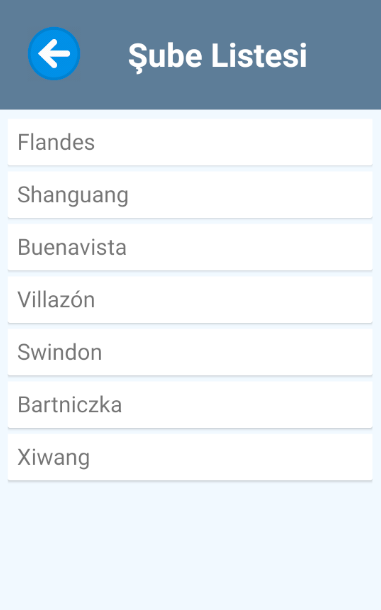 Şube Listesi
Flandes
Shanguang
Buenavista
Villazón
Swindon
Bartniczka
Xiwang